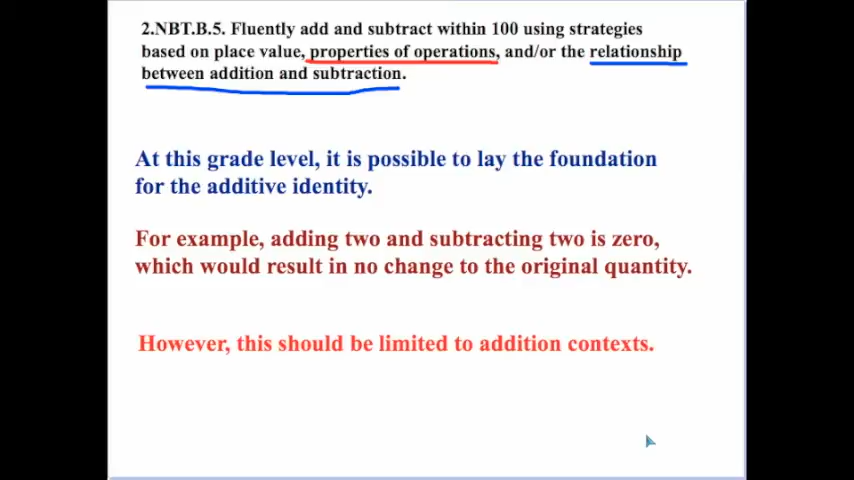 2.NBT.B.5. Fluently add and subtract within 100 using strategies
based on place value, properties of operations, and/or the relationship
between addition and subtraction.
At this grade level, it is possible to lay the foundation
for the additive identity.
For example, adding two and subtracting two is zero,
which would result in no change to the original quantity.
However, this should be limited to addition contexts.